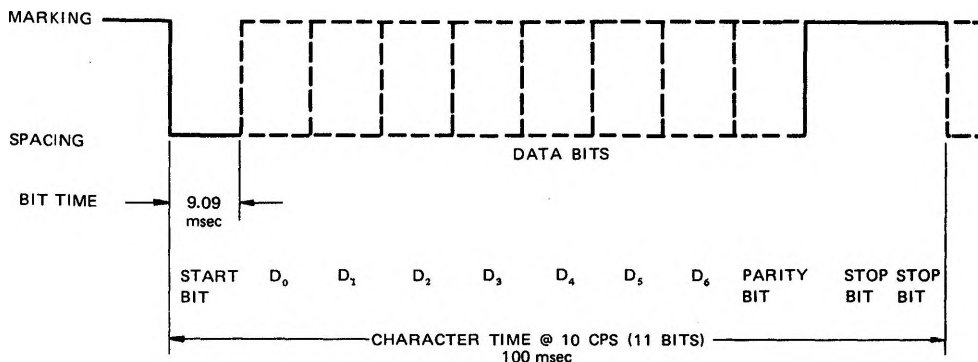 MARKING
SPACING
DATA BITS
BIT TIME
9.09
msec
START BIT
D₀
D₁
D₂
D₃
D₄
D₅
D₆
PARITY BIT
STOP BIT
STOP BIT
CHARACTER TIME @ 10 CPS (11 BITS)
100 msec